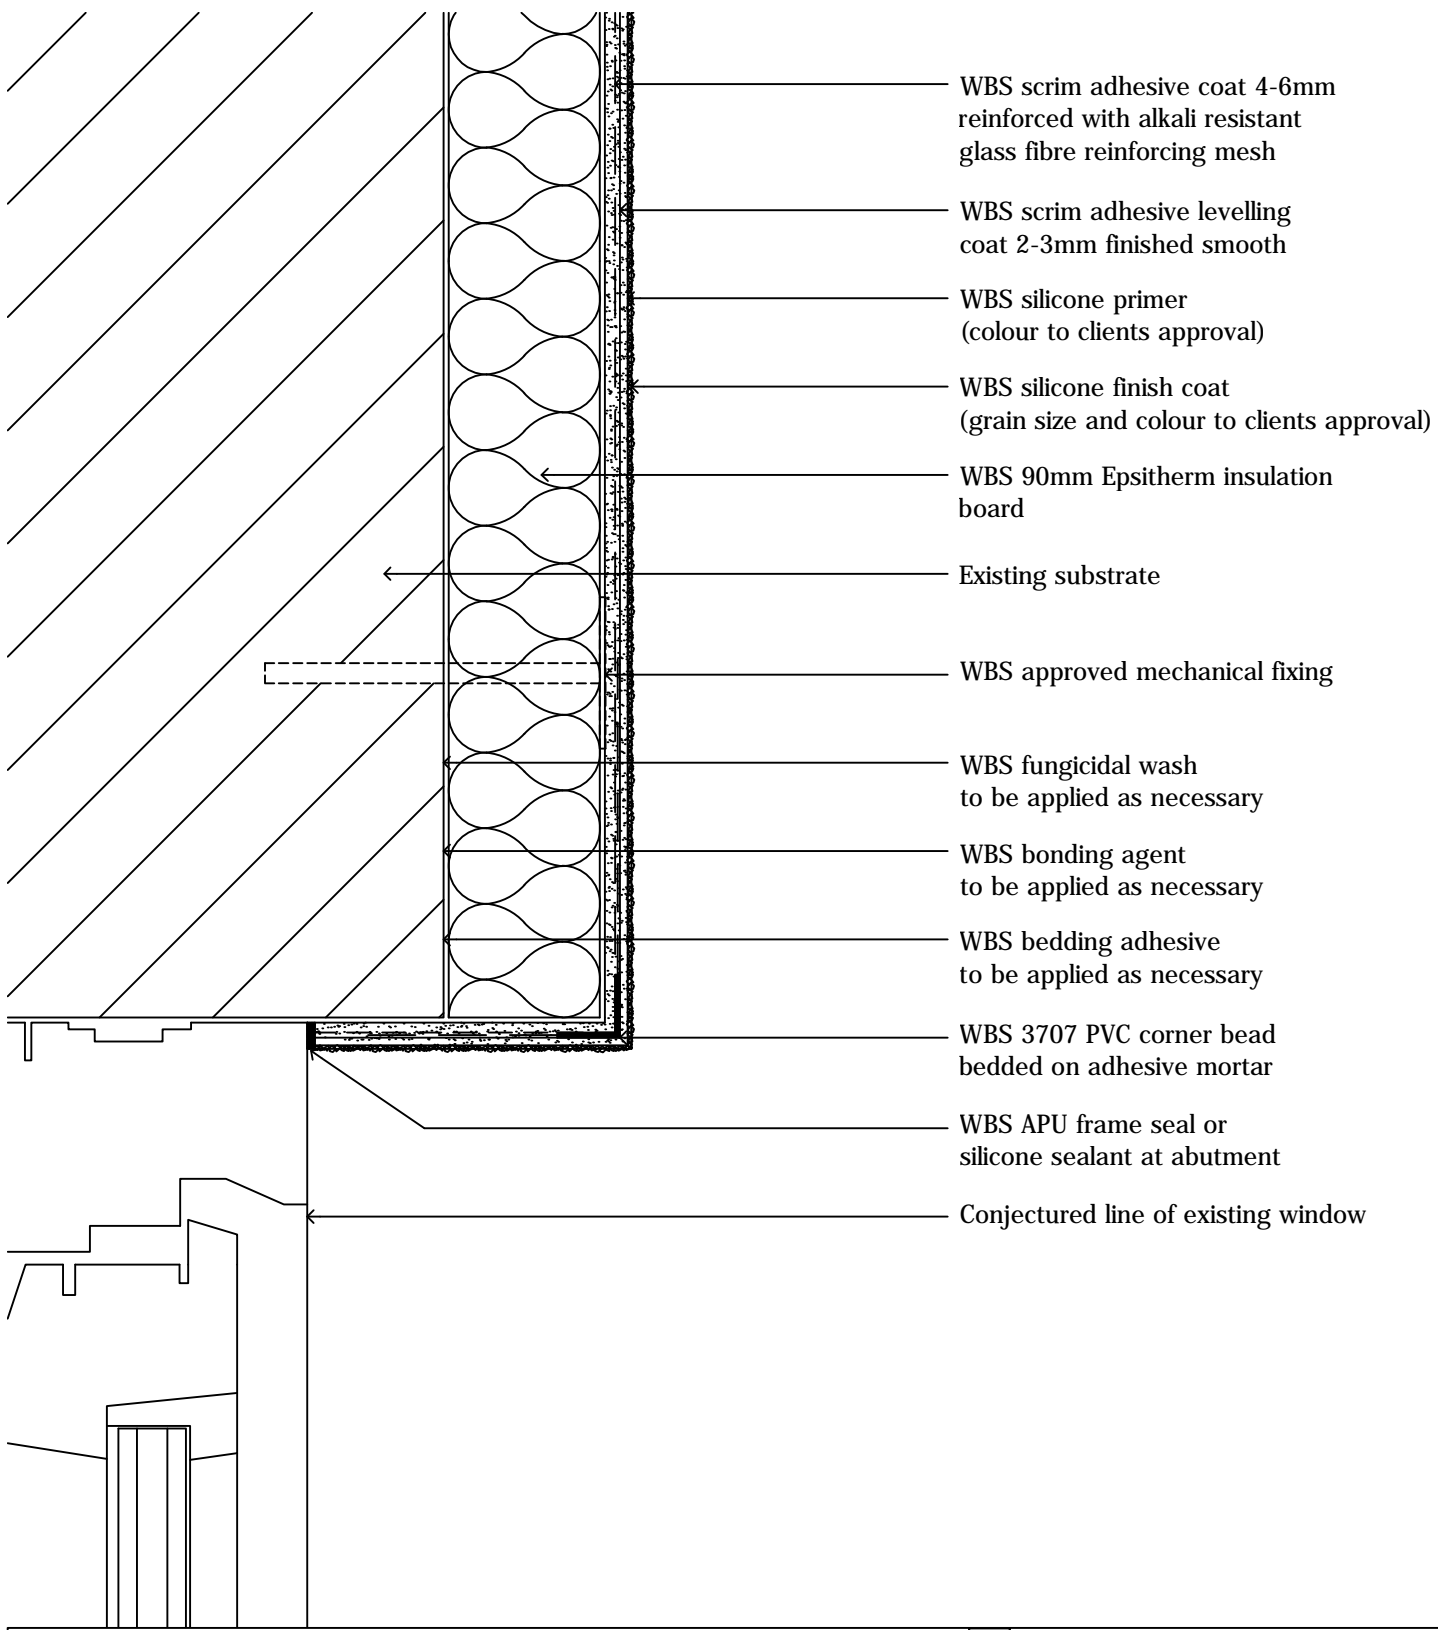 WBS scrim adhesive coat 4-6mm
reinforced with alkali resistant
glass fibre reinforcing mesh
WBS scrim adhesive levelling
coat 2-3mm finished smooth
WBS silicone primer
(colour to clients approval)
WBS silicone finish coat
(grain size and colour to clients approval)
WBS 90mm Epsitherm insulation
board
Existing substrate
WBS approved mechanical fixing
WBS fungicidal wash
to be applied as necessary
WBS bonding agent
to be applied as necessary
WBS bedding adhesive
to be applied as necessary
WBS 3707 PVC corner bead
bedded on adhesive mortar
WBS APU frame seal or
silicone sealant at abutment
Conjectured line of existing window